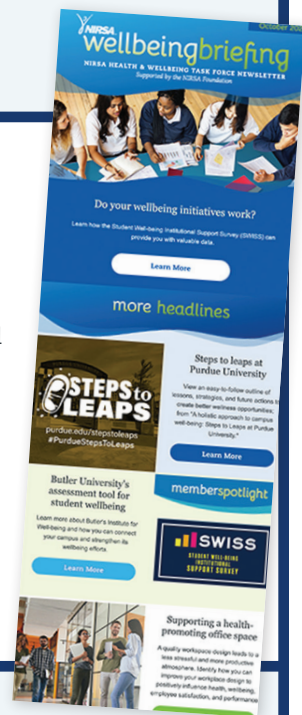 October 202
NIRSA
wellbeingbriefing
NIRSA HEALTH & WELLBEING TASK FORCE NEWSLETTER
Supported by the NIRSA Foundation
Do your wellbeing initiatives work?
Learn how the Student Well-being Institutional Support Survey (SWISS) can
provide you with valuable data.
Learn More
more headlines
STEPS to
LEAPS
purdue.edu/stepstoleaps
#PurdueStepsToLeaps
Steps to leaps at
Purdue University
View an easy-to-follow outline of
lessons, strategies, and future actions to
create better wellness opportunities;
from "A holistic approach to campus
well-being: Steps to Leaps at Purdue
University."
Learn More
Butler University's
assessment tool for
student wellbeing
Learn more about Butler's Institute for
Well-being and how you can connect
your campus and strengthen its
wellbeing efforts.
Learn More
memberspotlight
SWISS
STUDENT WELL-BEING
INSTITUTIONAL
SUPPORT SURVEY
Supporting a health-
promoting office space
A quality workspace design leads to a
less stressful and more productive
atmosphere. Identify how you can
improve your workplace design to
positively influence health, wellbeing,
employee satisfaction, and performance